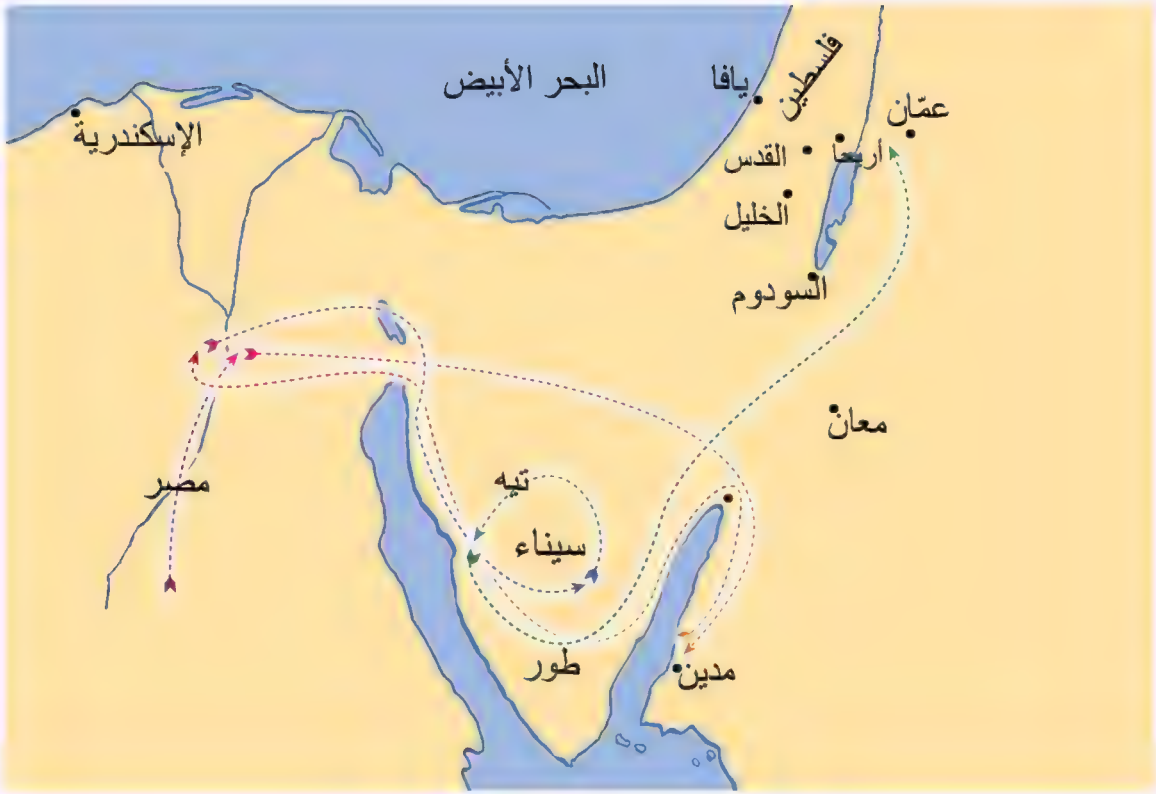 البحر الأبيض
يافا
فلسطين
عمّان
الإسكندرية
القدس
أريحا
الخليل
السودوم
معان
مصر
تيه
سيناء
طور
مدين